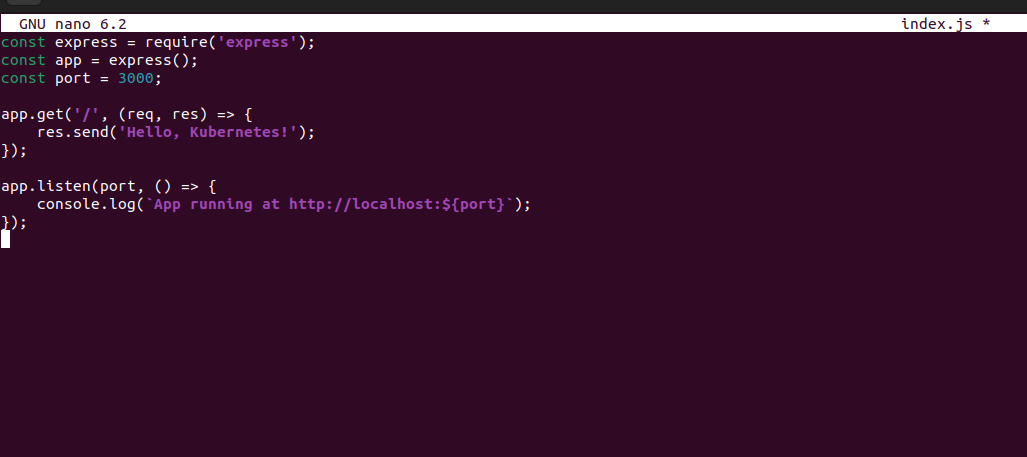 GNU nano 6.2 index.js *
const express = require('express');
const app = express();
const port = 3000;
app.get('/', (req, res) => {
    res.send('Hello, Kubernetes!');
});
app.listen(port, () => {
    console.log(`App running at http://localhost:${port}`);
});